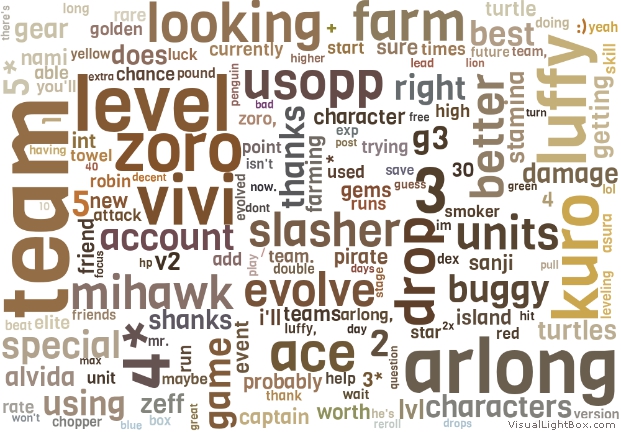 there's long rare looking + farm turtle doing :) yeah
gear golden best
yellow does luck currently start sure times future team,
nami higher skill
5* able extra chance pound penguin usopp right lead lion
you'll level bad high better stamina luffy getting
team 1 int zoro zoro, character free turn
having towel point thanks exp post trying g3
40 isn't farming * used save 30 damage
robin decent vivi evolved now. gems guess 3 green lol
10 5 new dont runs smoker 4 asura
attack slasher drop im units kuro
friend focus account play / team. pirate dex sanji pull leveling
hp v2 add double days stage
mihawk evolve buggy
friends i'll teams arlong, island hit
beat elite shanks luffy, day star 2x red turtles
special 4* mr. event ace 2 question arlong
max run game
alvida unit maybe probably help 3*
thank wait
rate using zeff great captain worth he's lvl characters version
won't chopper blue box reroll drops
VisualLightBox.com